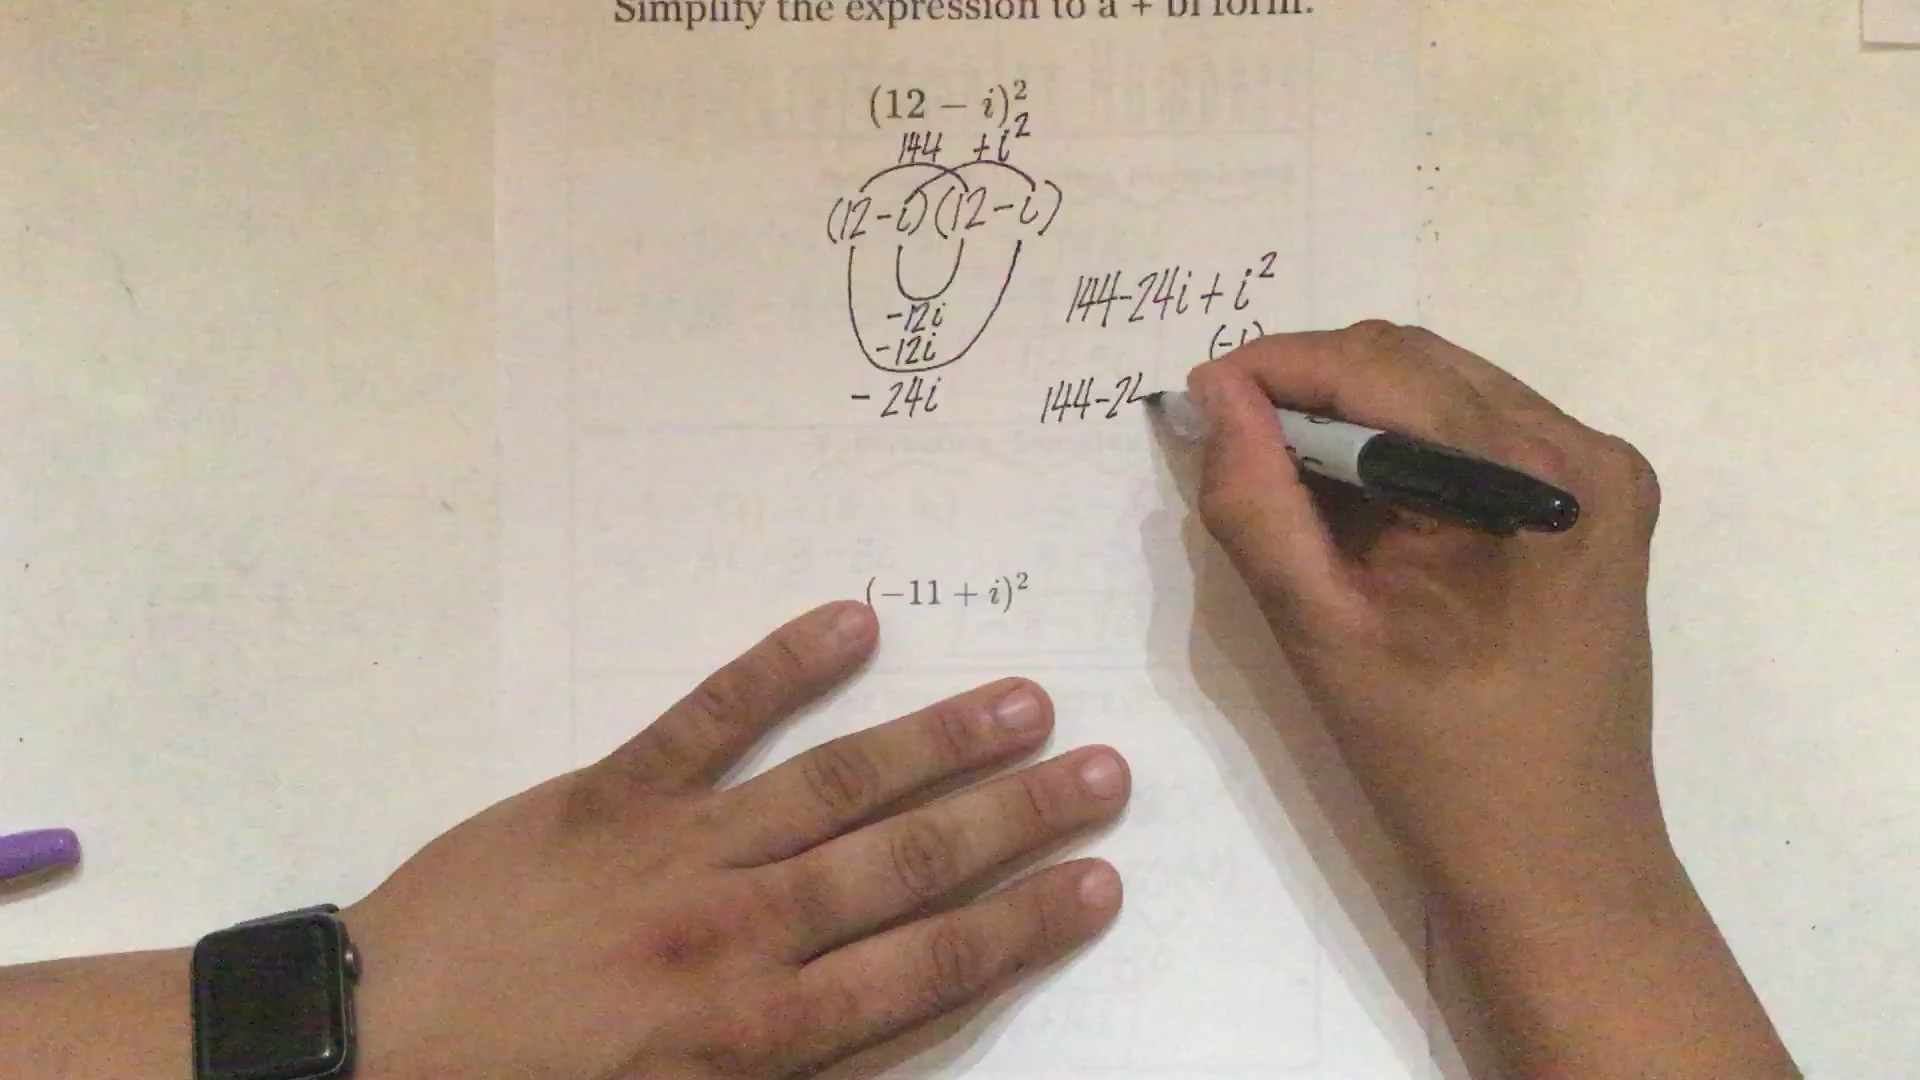 Simplify the expression to a + bi form.
(12 − i)²
144 +i²
(12-i)(12-i)
-12i
-12i
- 24i
144-24i + i²
(-1)
144-24
(−11 + i)²